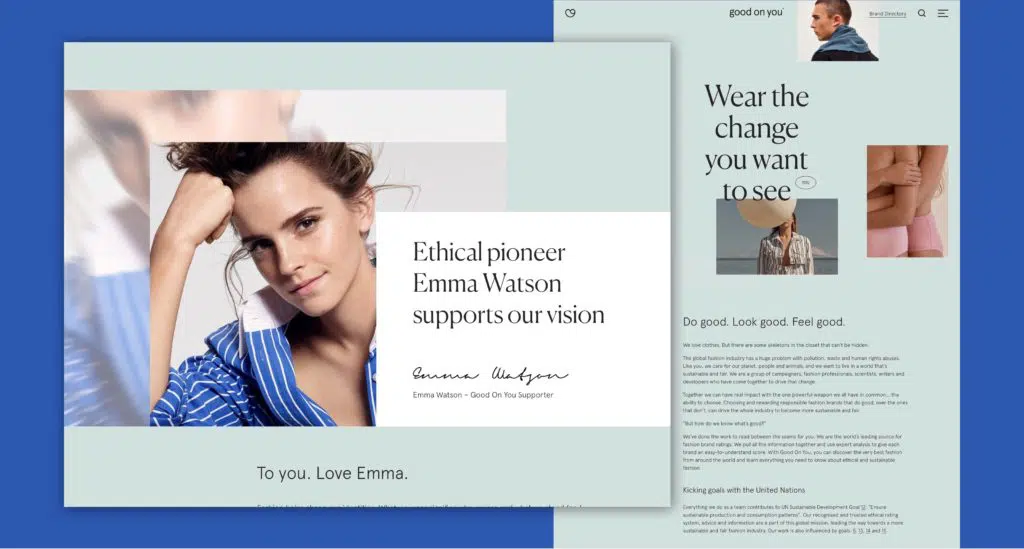 good on you
Brand Directory
Wear the
change
you want
to see
Ethical pioneer
Emma Watson
supports our vision
Emma Watson
Emma Watson – Good On You Supporter
To you. Love Emma.
Do good. Look good. Feel good.
We love clothes. But there are some skeletons in the closet that can't be hidden.
The global fashion industry has a huge problem with pollution, waste and human rights abuses.
Like you, we care for our planet, people and animals, and we want to live in a world that's
sustainable and fair. We are a group of campaigners, fashion professionals, scientists, writers and
developers who have come together to drive that change.
Together we can have real impact with the one powerful weapon we all have in common... the
ability to choose. Choosing and rewarding responsible fashion brands that do good, over the ones
that don't, can drive the whole industry to become more sustainable and fair.
"But how do we know what's good?"
We've done the work to read between the seams for you. We are the world's leading source for
fashion brand ratings. We pull all the information together and use expert analysis to give each
brand an easy-to-understand score. With Good On You, you can discover the very best fashion
from around the world and learn everything you need to know about ethical and sustainable
fashion.
Kicking goals with the United Nations
Everything we do as a team contributes to UN Sustainable Development Goal 12: "Ensure
sustainable production and consumption patterns". Our recognised and trusted ethical rating
system, advice and information are a part of this global mission, leading the way towards a more
sustainable and fair fashion industry. Our work is also influenced by goals, 5, 13, 14 and 15.